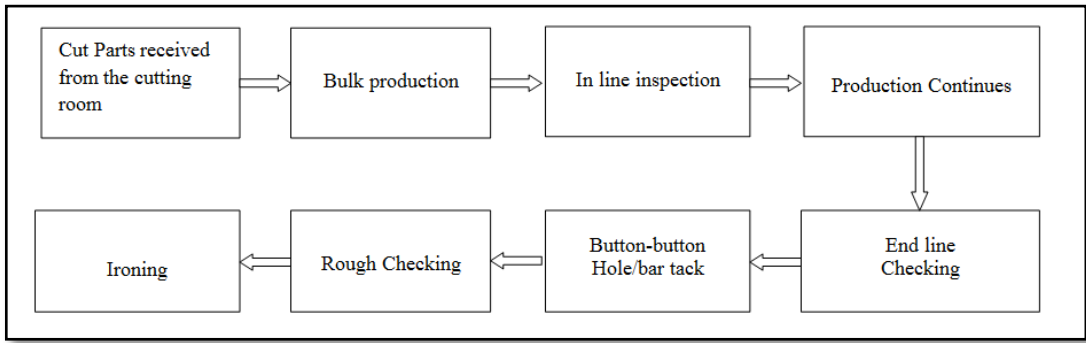 Cut Parts received
from the cutting
room
Bulk production
In line inspection
Production Continues
End line
Checking
Button-button
Hole/bar tack
Rough Checking
Ironing